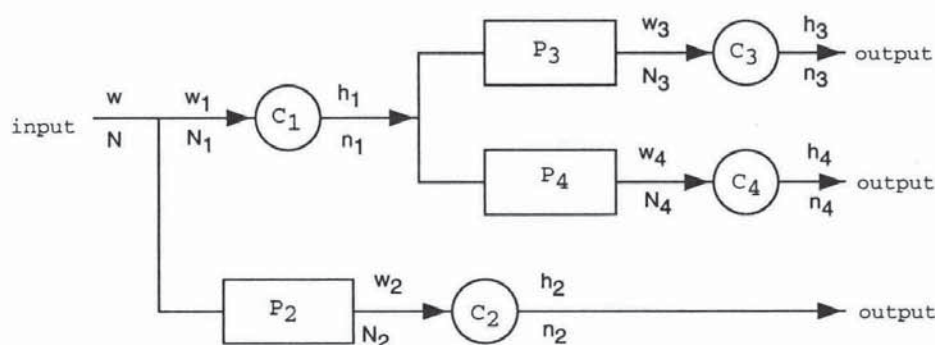 P3 w3 N3 C3 h3 n3 output
input w N w1 N1 C1 h1 n1
P4 w4 N4 C4 h4 n4 output
P2 w2 N2 C2 h2 n2 output